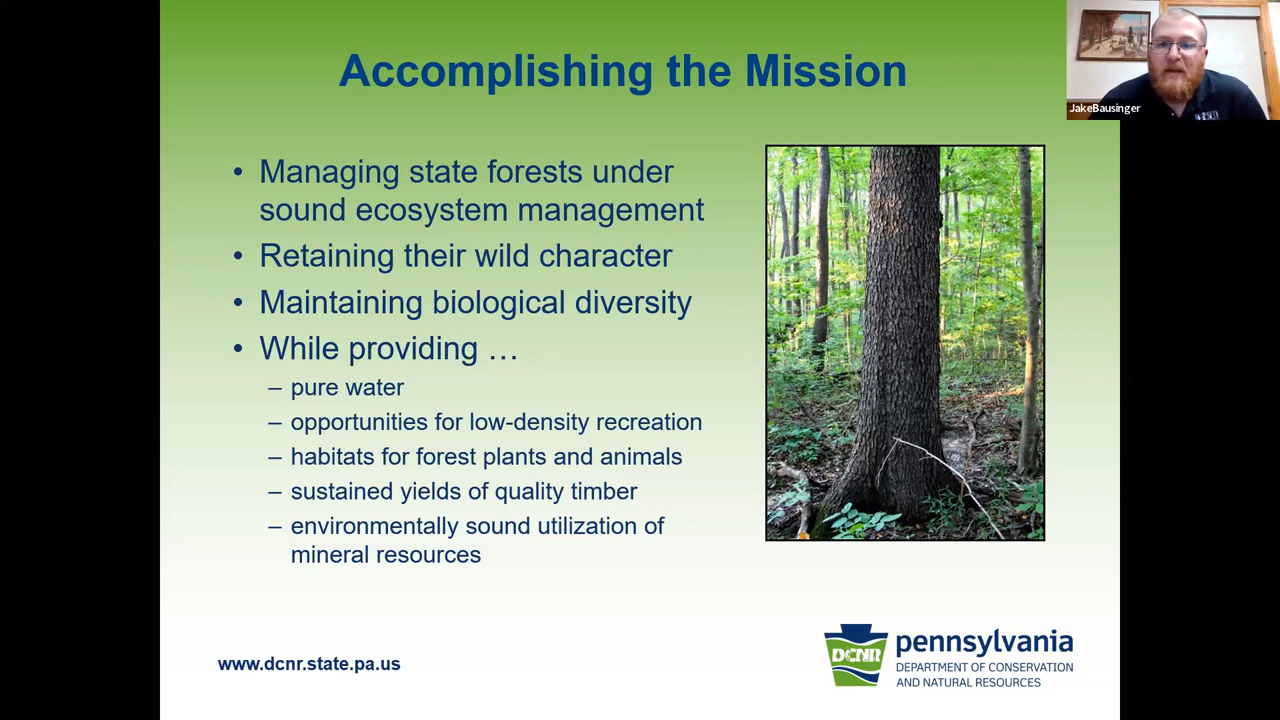 Accomplishing the Mission
JakeBausinger
• Managing state forests under
sound ecosystem management
• Retaining their wild character
• Maintaining biological diversity
• While providing …
– pure water
– opportunities for low-density recreation
– habitats for forest plants and animals
– sustained yields of quality timber
– environmentally sound utilization of
mineral resources
www.dcnr.state.pa.us
DCNR
pennsylvania
DEPARTMENT OF CONSERVATION
AND NATURAL RESOURCES